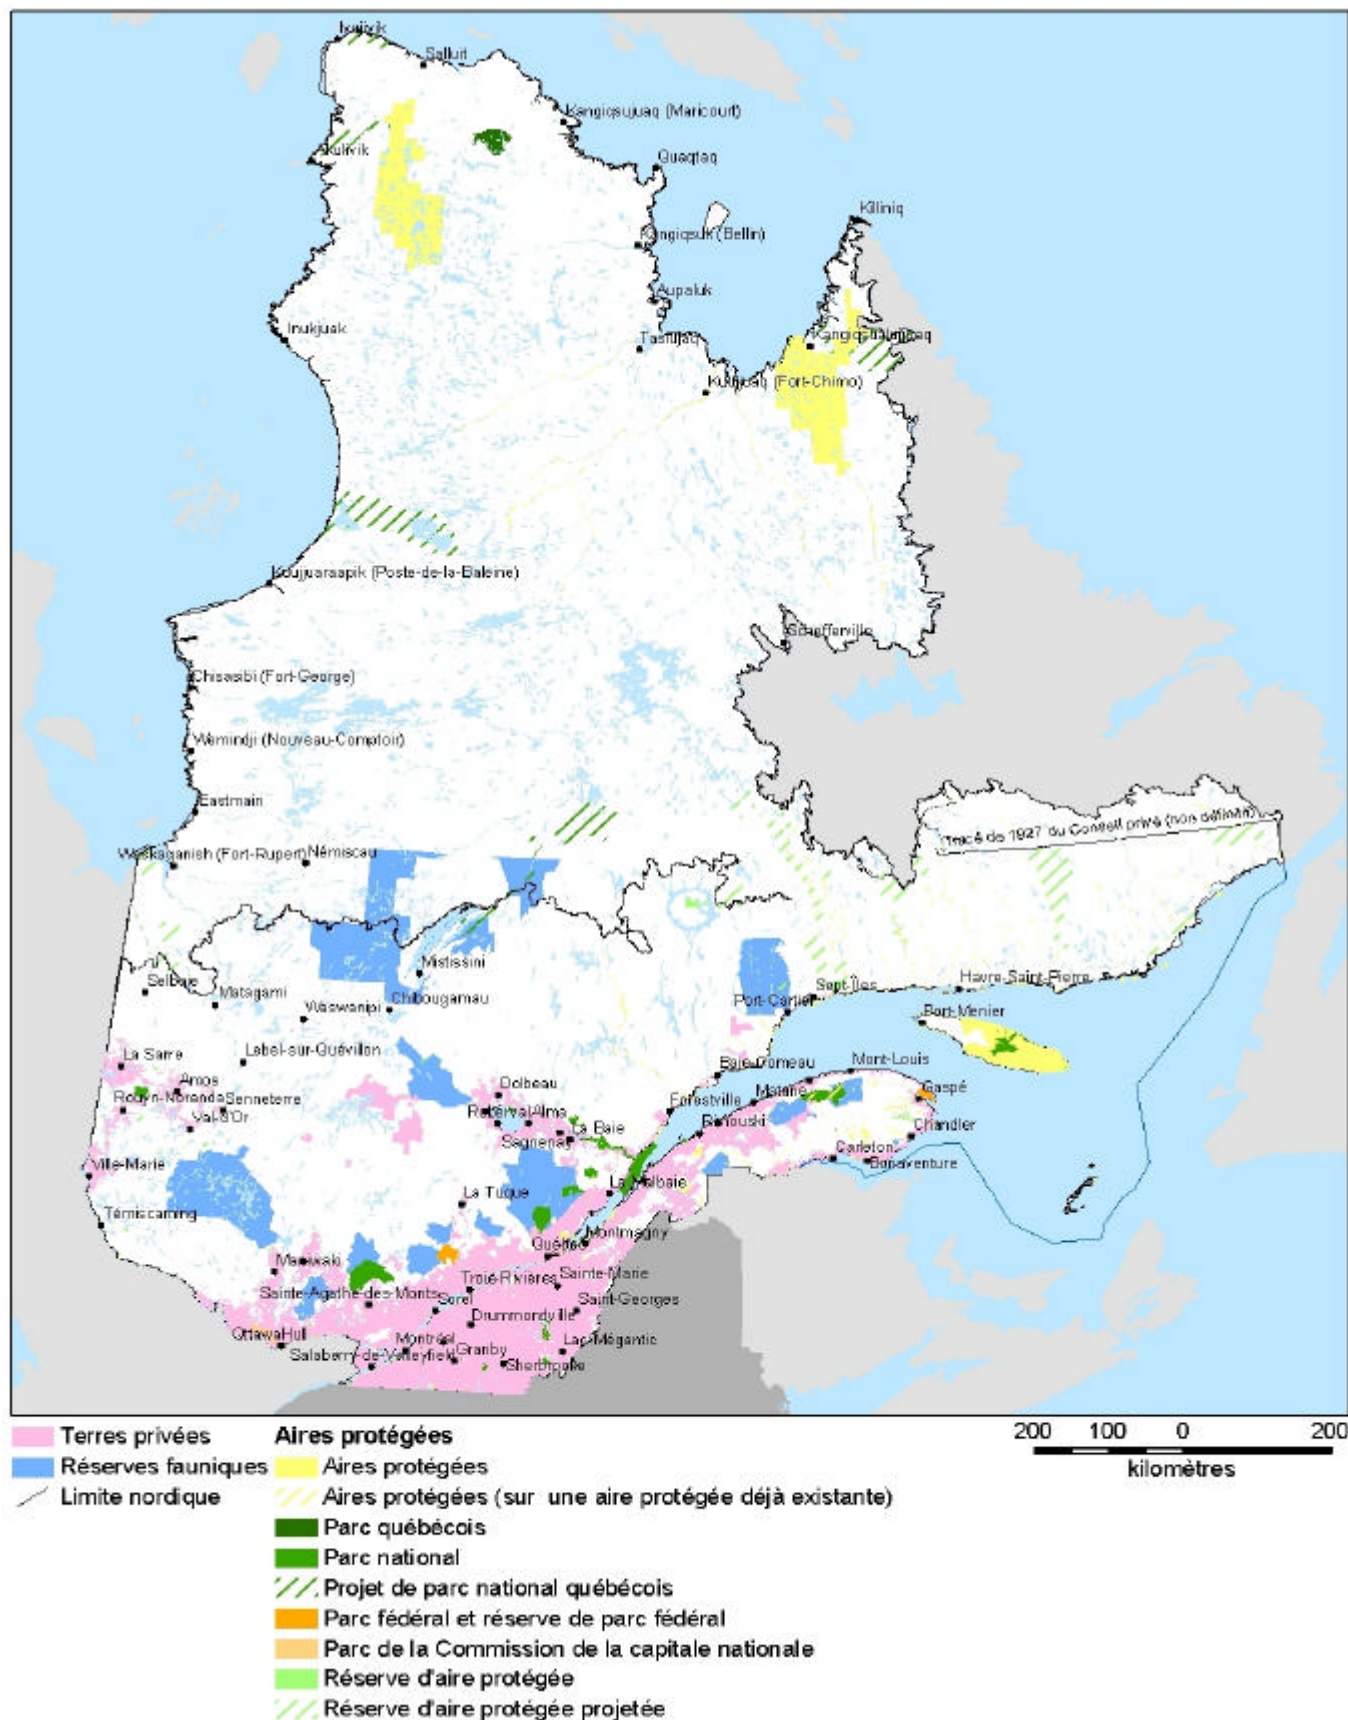 Ivujivik
Salluit
Kangiqsujuaq (Maricourt)
Akulivik
Quaqtaq
Killiniq
Kangiqsuk (Bellin)
Aupaluk
Inukjuak
Tasiujaq
Kangiqsualujjuaq
Kuujjuaq (Fort-Chimo)
Kuujjuaraapik (Poste-de-la-Baleine)
Schefferville
Chisasibi (Fort-George)
Wemindji (Nouveau-Comptoir)
Eastmain
Tracé de 1927 du Conseil privé (non définitif)
Waskaganish (Fort-Rupert)
Némiscau
Mistissini
Selbaie
Matagami
Waswanipi
Chibougamau
Port-Cartier
Sept-Îles
Havre-Saint-Pierre
Port-Menier
La Sarre
Lebel-sur-Quévillon
Baie-Comeau
Mont-Louis
Amos
Dolbeau
Matane
Gaspé
Rouyn-Noranda
Senneterre
Roberval
Alma
Forestville
Val-d'Or
La Baie
Rimouski
Chandler
Saguenay
Carleton
Bonaventure
Ville-Marie
La Malbaie
La Tuque
Témiscaming
Montmagny
Québec
Maniwaki
Trois-Rivières
Sainte-Marie
Sainte-Agathe-des-Monts
Sorel
Saint-Georges
Drummondville
Ottawa
Hull
Montréal
Lac-Mégantic
Salaberry-de-Valleyfield
Granby
Sherbrooke
Terres privées
Réserves fauniques
Limite nordique
Aires protégées
Aires protégées
Aires protégées (sur une aire protégée déjà existante)
Parc québécois
Parc national
Projet de parc national québécois
Parc fédéral et réserve de parc fédéral
Parc de la Commission de la capitale nationale
Réserve d'aire protégée
Réserve d'aire protégée projetée
200 100 0 200
kilomètres